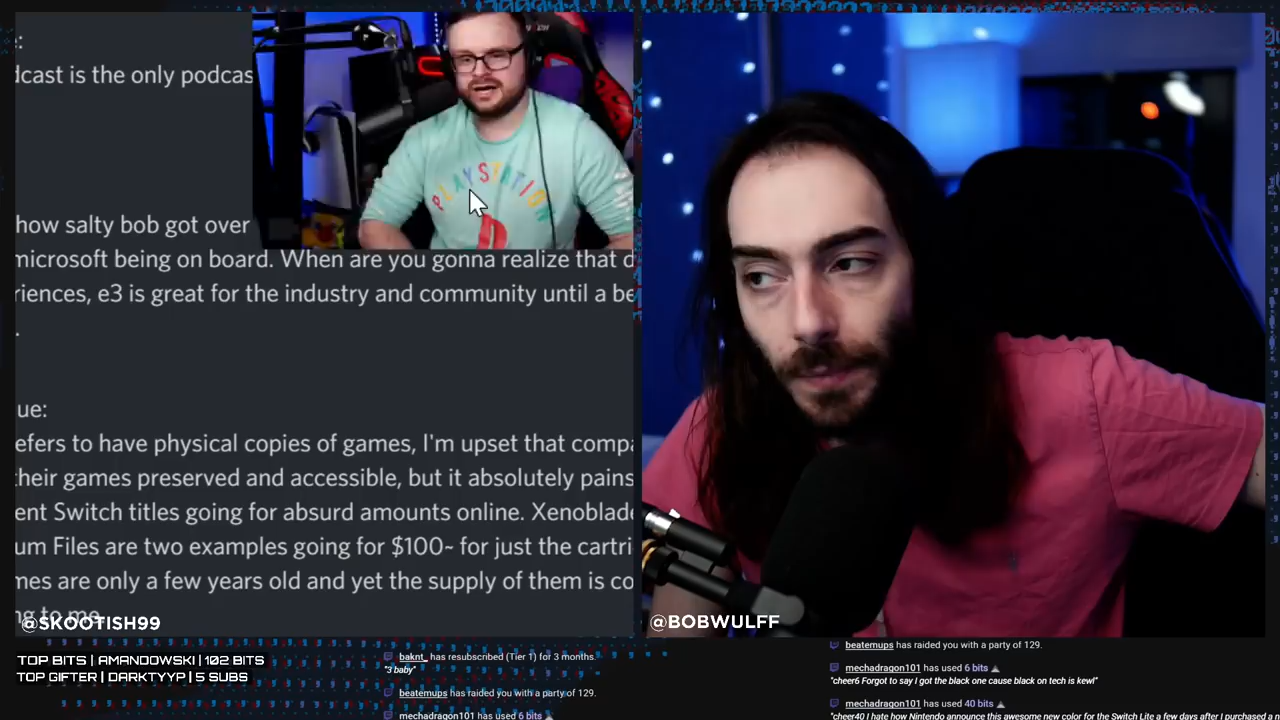 dcast is the only podcas
how salty bob got over
microsoft being on board. When are you gonna realize that d
riences, e3 is great for the industry and community until a be
ue:
efers to have physical copies of games, I'm upset that compa
their games preserved and accessible, but it absolutely pains
ent Switch titles going for absurd amounts online. Xenoblade
um Files are two examples going for $100~ for just the cartri
mes are only a few years old and yet the supply of them is co
ng to me
PLAYSTATION
@SKOOTISH99
@BOBWULFF
TOP BITS | AMANDOWSKI | 102 BITS
TOP GIFTER | DARKTYYP | 5 SUBS
baknt_ has resubscribed (Tier 1) for 3 months.
"3 baby"
beatemups has raided you with a party of 129.
mechadragon101 has used 6 bits
beatemups has raided you with a party of 129.
mechadragon101 has used 6 bits
"cheer6 Forgot to say I got the black one cause black on tech is kewl"
mechadragon101 has used 40 bits
"cheer40 I hate how Nintendo announce this awesome new color for the Switch Lite a few days after I purchased a n